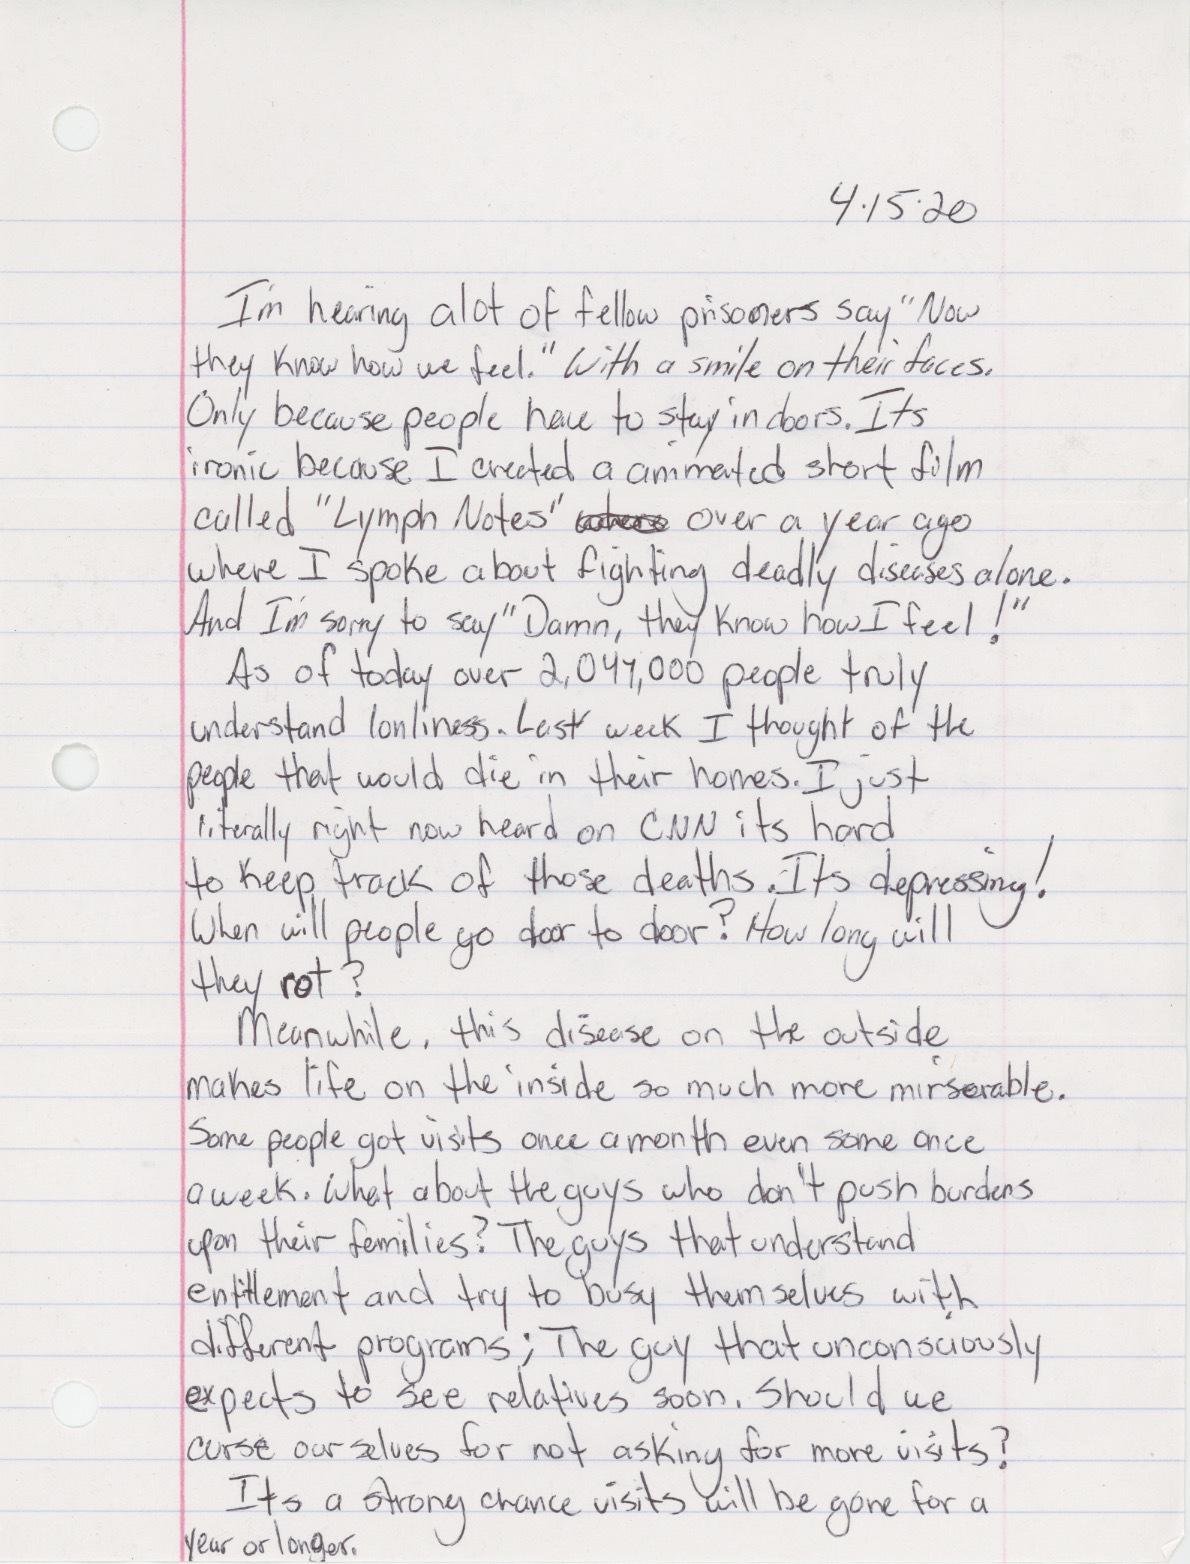 4.15.20
I'm hearing alot of fellow prisoners say "Now
they know how we feel." With a smile on their faces.
Only because people have to stay indoors. Its
ironic because I created a animated short film
called "Lymph Notes" over a year ago
where I spoke about fighting deadly diseases alone.
And I'm sorry to say "Damn, they know how I feel!"
As of today over 2,047,000 people truly
understand lonliness. Last week I thought of the
people that would die in their homes. I just
literally right now heard on CNN its hard
to keep track of those deaths. Its depressing!
When will people go door to door? How long will
they rot?
Meanwhile, this disease on the outside
makes life on the inside so much more mirserable.
Some people got visits once a month even some once
a week. What about the guys who don't push burdens
upon their families? The guys that understand
entitlement and try to busy themselves with
different programs; The guy that unconsciously
expects to see relatives soon. Should we
curse ourselves for not asking for more visits?
Its a strong chance visits will be gone for a
year or longer.